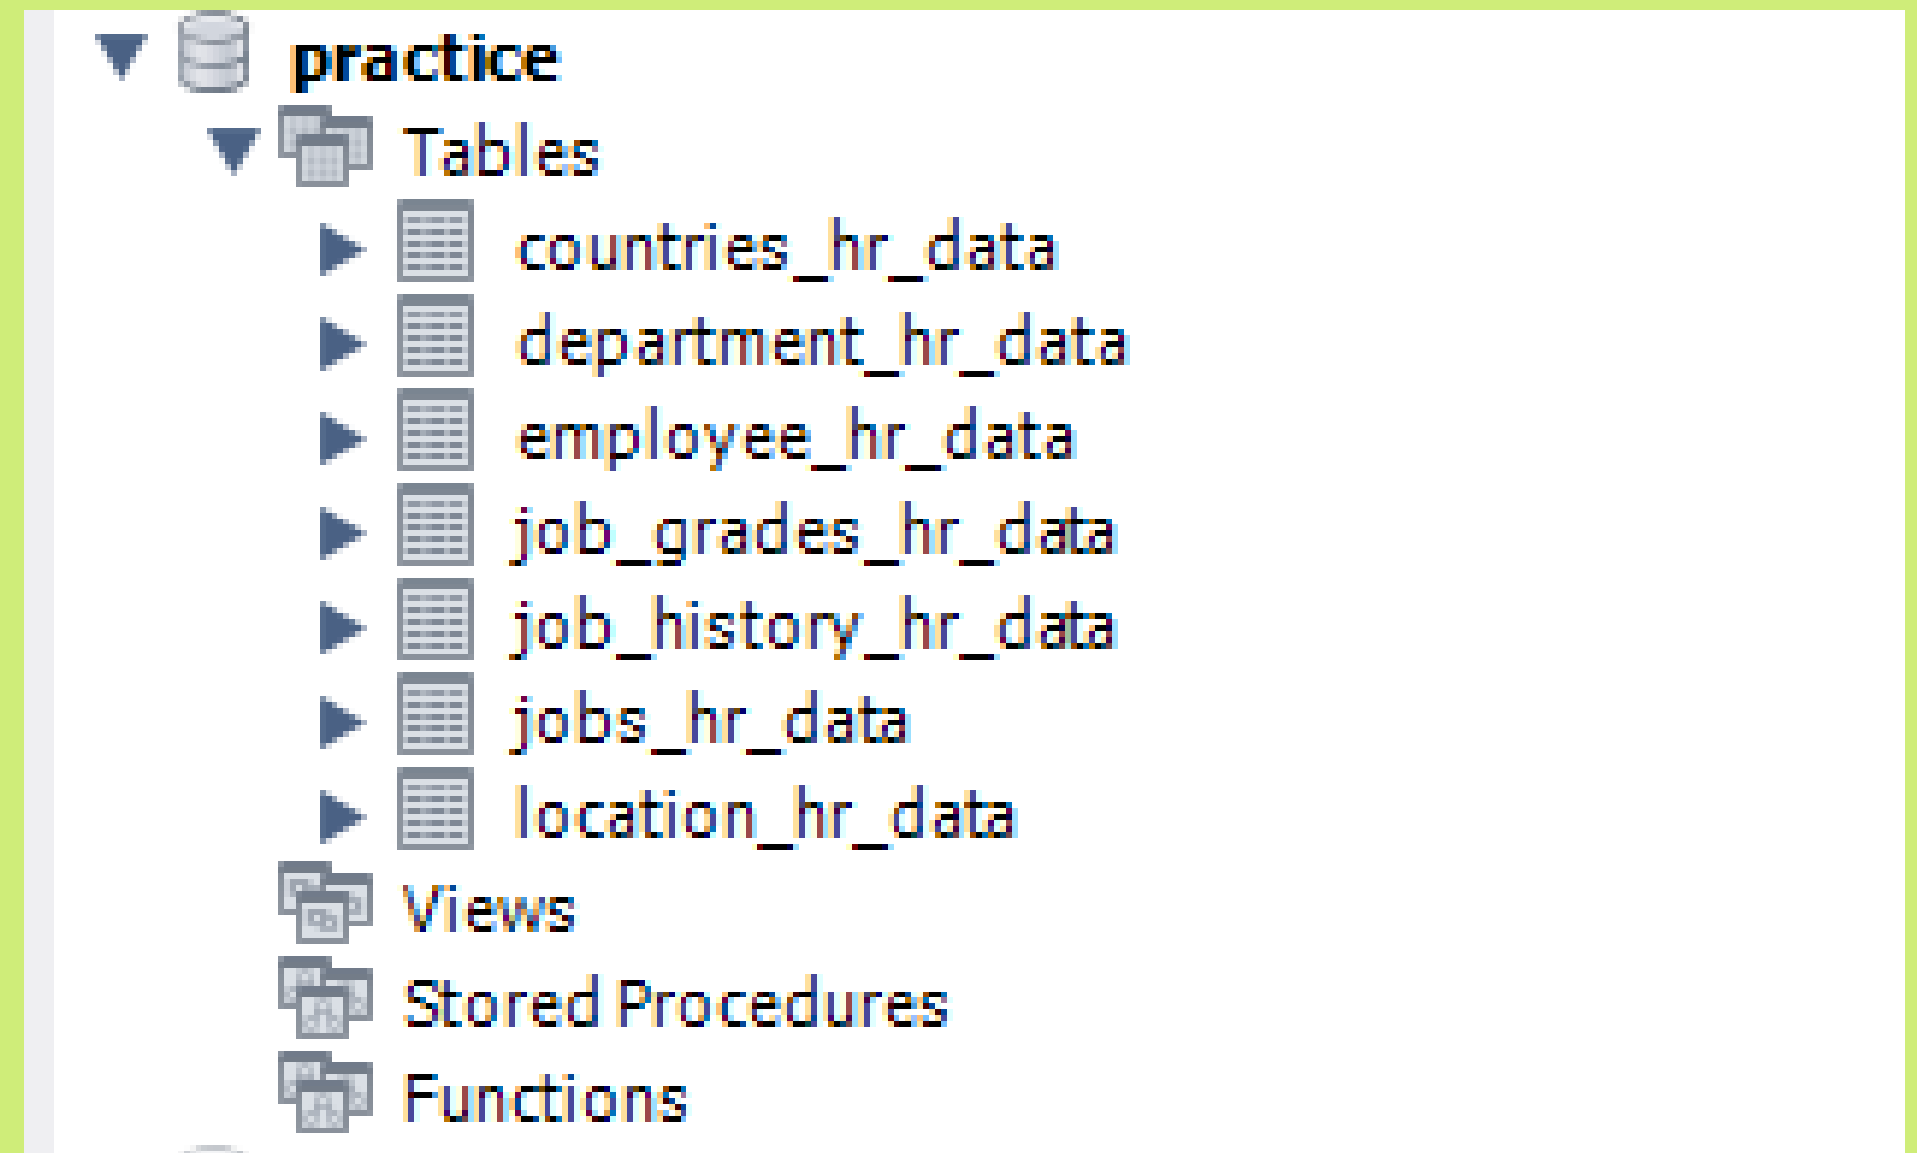 practice
Tables
countries_hr_data
department_hr_data
employee_hr_data
job_grades_hr_data
job_history_hr_data
jobs_hr_data
location_hr_data
Views
Stored Procedures
Functions